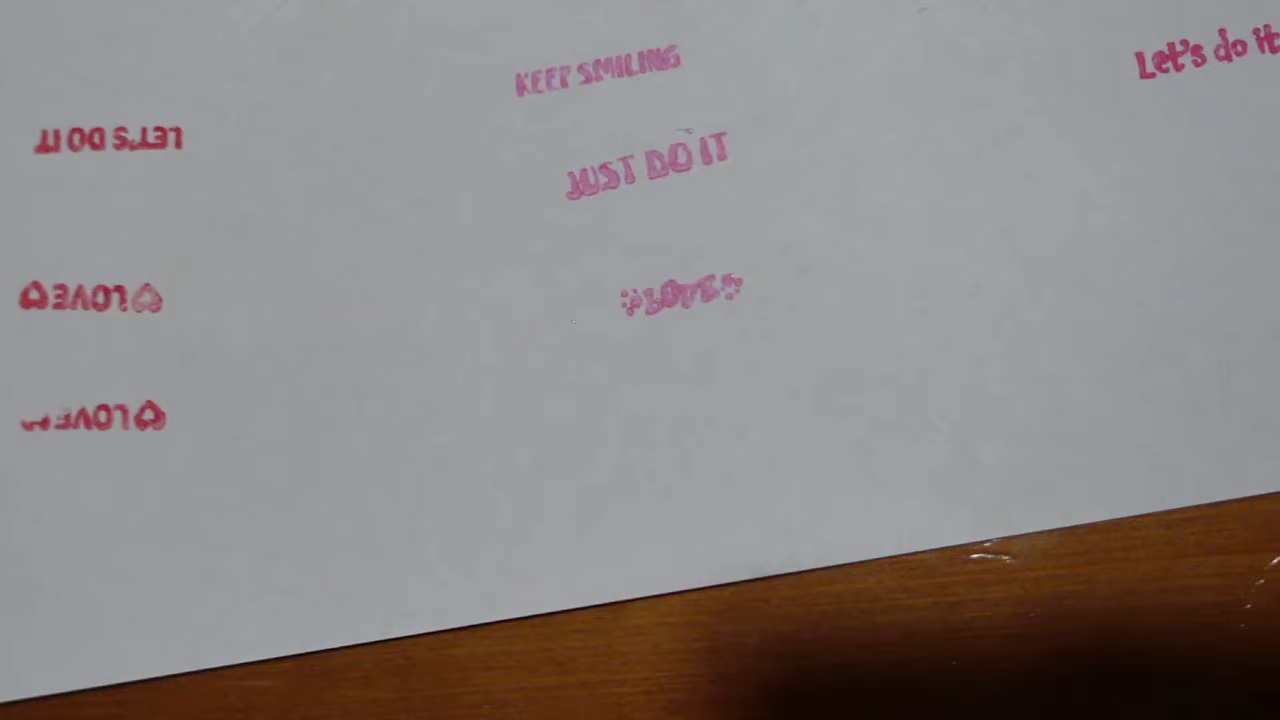 LET'S DO IT
LOVE
LOVE
KEEP SMILING
JUST DO IT
LOVE
Let's do it